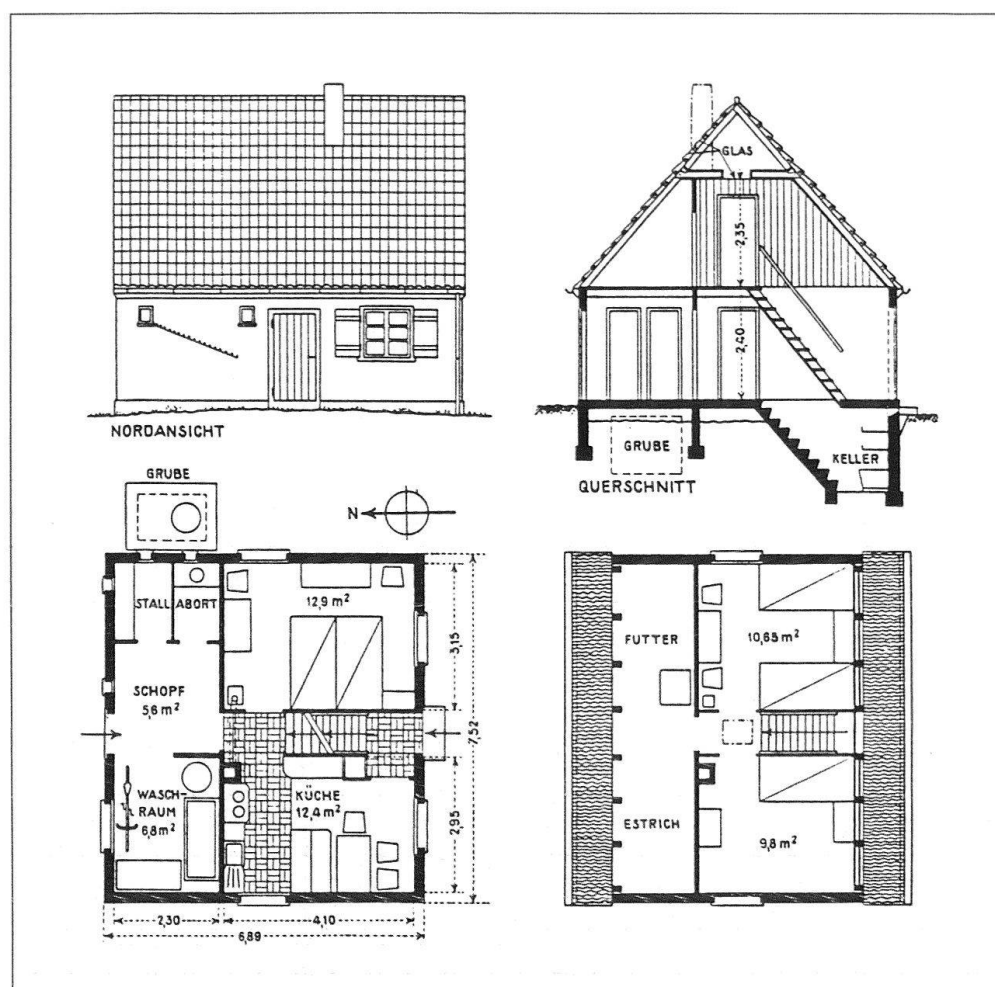 NORDANSICHT
GLAS
2,35
2,40
GRUBE
KELLER
QUERSCHNITT
GRUBE
N
STALL
ABORT
12,9 m²
3,15
SCHOPF
5,6 m²
7,52
WASCH-
RAUM
6,8 m²
KÜCHE
12,4 m²
2,95
2,30
4,10
6,89
FUTTER
10,65 m²
ESTRICH
9,8 m²